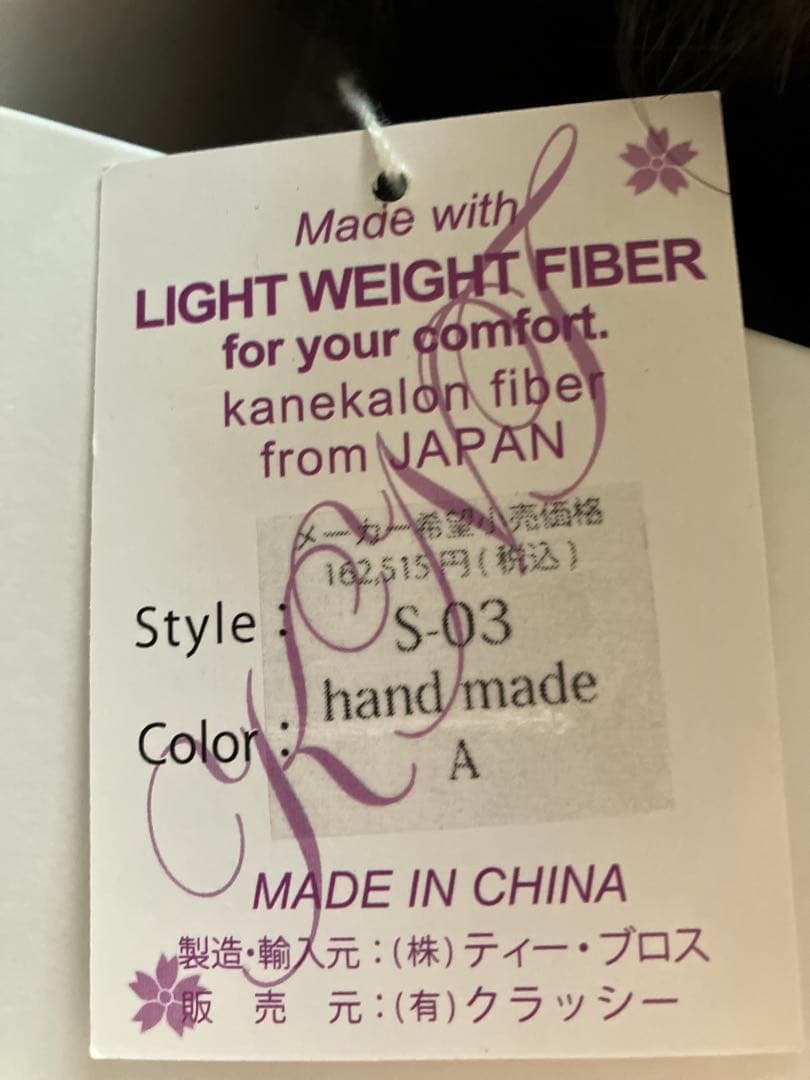 Made with
LIGHT WEIGHT FIBER
for your comfort.
kanekalon fiber
from JAPAN
メーカー希望小売価格
162,515円(税込)
Style : S-03
hand made
Color : A
MADE IN CHINA
製造・輸入元：(株)ティー・ブロス
販売元：(有)クラッシー